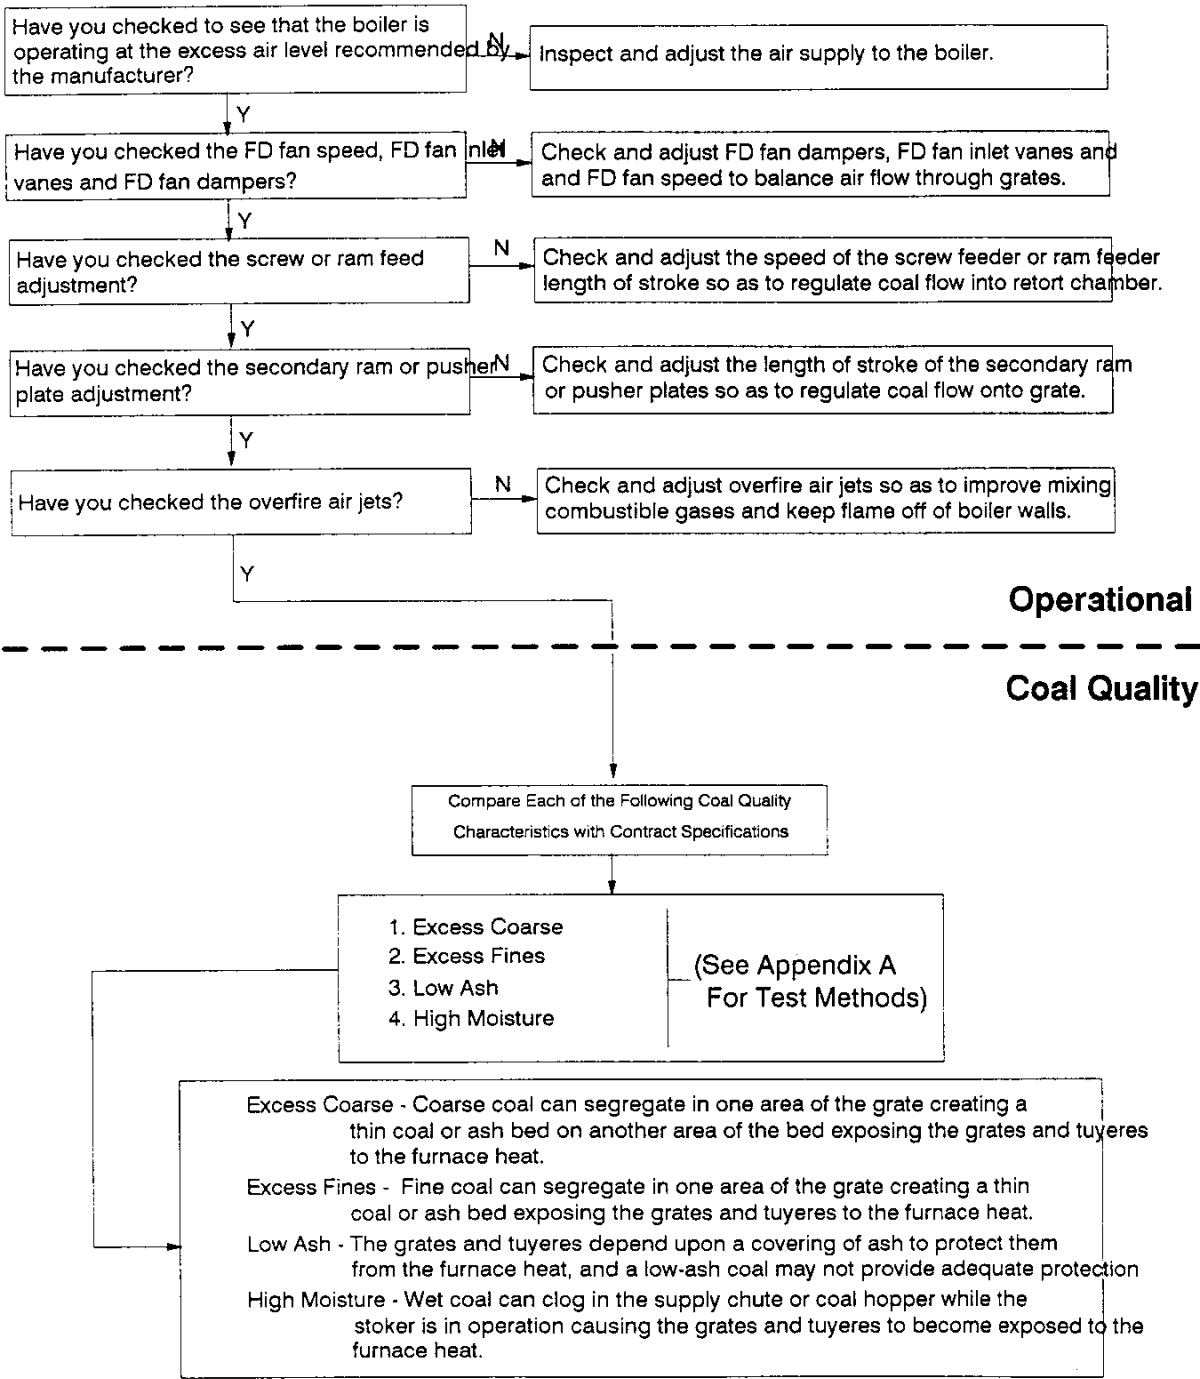 Have you checked to see that the boiler is
operating at the excess air level recommended by
the manufacturer?
N
Inspect and adjust the air supply to the boiler.
Y
Have you checked the FD fan speed, FD fan inlet
vanes and FD fan dampers?
N
Check and adjust FD fan dampers, FD fan inlet vanes and
and FD fan speed to balance air flow through grates.
Y
Have you checked the screw or ram feed
adjustment?
N
Check and adjust the speed of the screw feeder or ram feeder
length of stroke so as to regulate coal flow into retort chamber.
Y
Have you checked the secondary ram or pusher
plate adjustment?
N
Check and adjust the length of stroke of the secondary ram
or pusher plates so as to regulate coal flow onto grate.
Y
Have you checked the overfire air jets?
N
Check and adjust overfire air jets so as to improve mixing
combustible gases and keep flame off of boiler walls.
Y
Operational
Coal Quality
Compare Each of the Following Coal Quality
Characteristics with Contract Specifications
1. Excess Coarse
2. Excess Fines
3. Low Ash
4. High Moisture
(See Appendix A
For Test Methods)
Excess Coarse - Coarse coal can segregate in one area of the grate creating a
thin coal or ash bed on another area of the bed exposing the grates and tuyeres
to the furnace heat.
Excess Fines - Fine coal can segregate in one area of the grate creating a thin
coal or ash bed exposing the grates and tuyeres to the furnace heat.
Low Ash - The grates and tuyeres depend upon a covering of ash to protect them
from the furnace heat, and a low-ash coal may not provide adequate protection
High Moisture - Wet coal can clog in the supply chute or coal hopper while the
stoker is in operation causing the grates and tuyeres to become exposed to the
furnace heat.